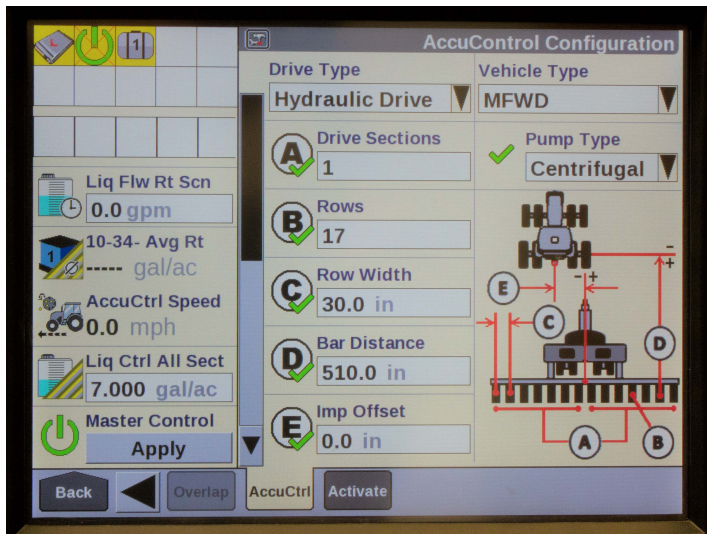 1
AccuControl Configuration
Drive Type
Vehicle Type
Hydraulic Drive
MFWD
A
Drive Sections
1
Pump Type
Centrifugal
Liq Flw Rt Scn
0.0 gpm
B
Rows
17
1
10-34- Avg Rt
----- gal/ac
C
Row Width
30.0 in
AccuCtrl Speed
0.0 mph
D
Bar Distance
510.0 in
Liq Ctrl All Sect
7.000 gal/ac
E
Imp Offset
0.0 in
Master Control
Apply
-
+
- +
E
C
D
A
B
Back
Overlap
AccuCtrl
Activate